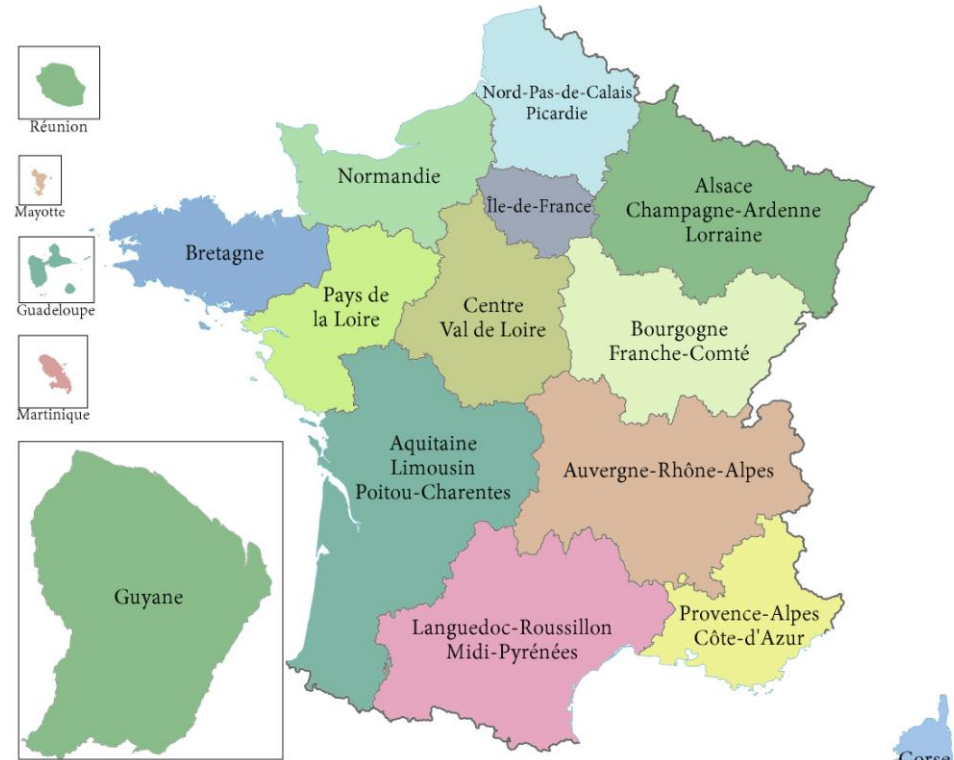 Réunion
Mayotte
Guadeloupe
Martinique
Guyane
Nord-Pas-de-Calais
Picardie
Normandie
Île-de-France
Alsace
Champagne-Ardenne
Lorraine
Bretagne
Pays de
la Loire
Centre
Val de Loire
Bourgogne
Franche-Comté
Aquitaine
Limousin
Poitou-Charentes
Auvergne-Rhône-Alpes
Languedoc-Roussillon
Midi-Pyrénées
Provence-Alpes
Côte-d'Azur
Corse